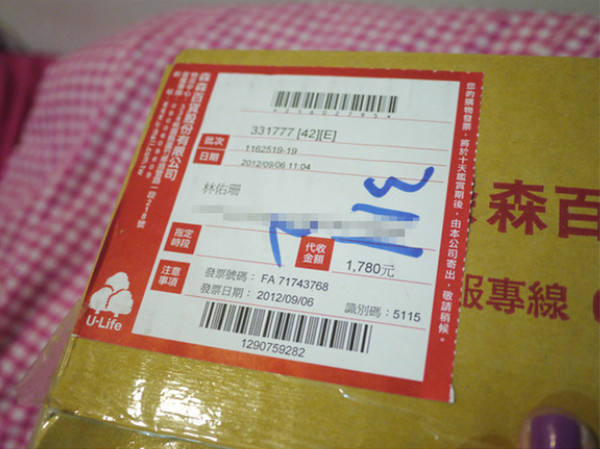 森森百貨股份有限公司
批次
日期
331777 [42][E]
1162519-19
2012/09/06 11:04
林佑珊
指定
時段
代收
金額
1,780元
注意
事項
發票號碼：FA 71743768
發票日期：2012/09/06
識別碼：5115
1290759282
U-Life
您的購物發票，將於十天鑑賞期後，由本公司寄出，敬請稍候。
森森百
服專線